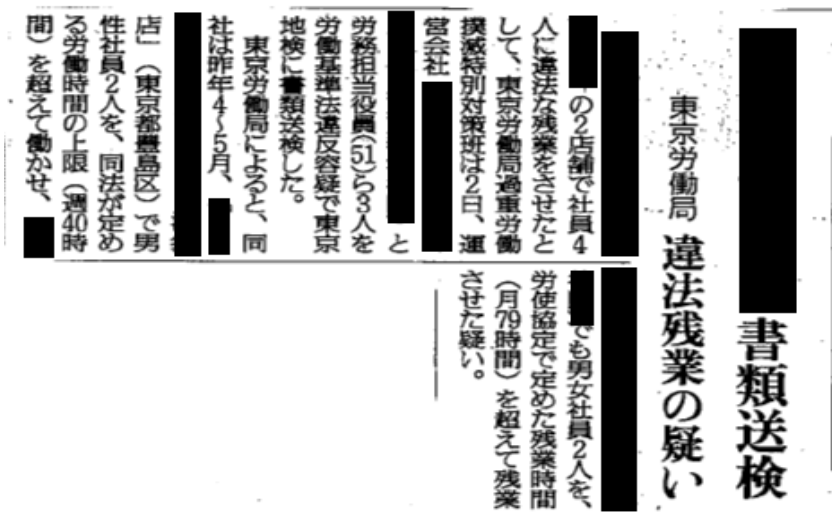 書類送検
東京労働局 違法残業の疑い
の2店舗で社員4
人に違法な残業をさせたと
して、東京労働局過重労働
撲滅特別対策班は2日、運
営会社
と
労務担当役員(51)ら3人を
労働基準法違反容疑で東京
地検に書類送検した。
東京労働局によると、同
社は昨年4〜5月、
店」(東京都豊島区)で男
性社員2人を、同法が定め
る労働時間の上限(週40時
間)を超えて働かせ、
でも男女社員2人を、
労使協定で定めた残業時間
(月79時間)を超えて残業
させた疑い。